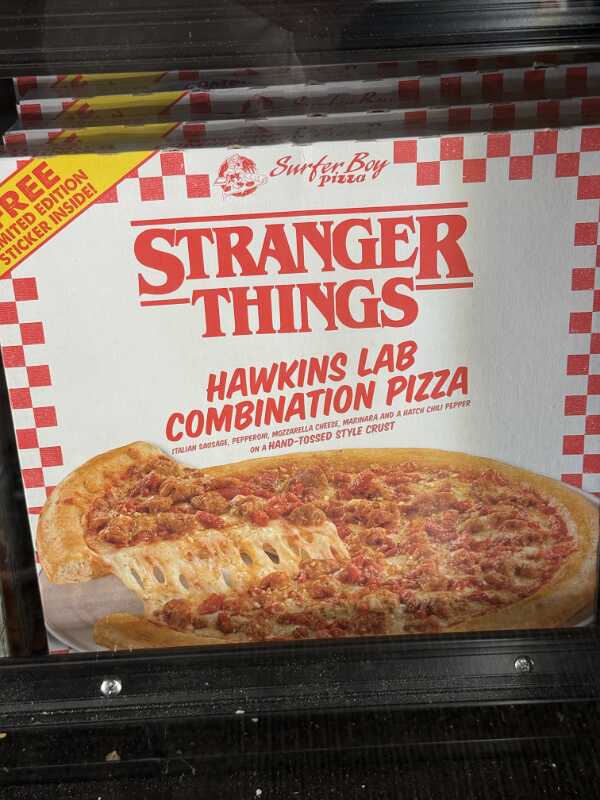 Surfer Boy
pizza
FREE
LIMITED EDITION
STICKER INSIDE!
STRANGER
THINGS
HAWKINS LAB
COMBINATION PIZZA
ITALIAN SAUSAGE, PEPPERONI, MOZZARELLA CHEESE, MARINARA AND A HATCH CHILI PEPPER
ON A HAND-TOSSED STYLE CRUST